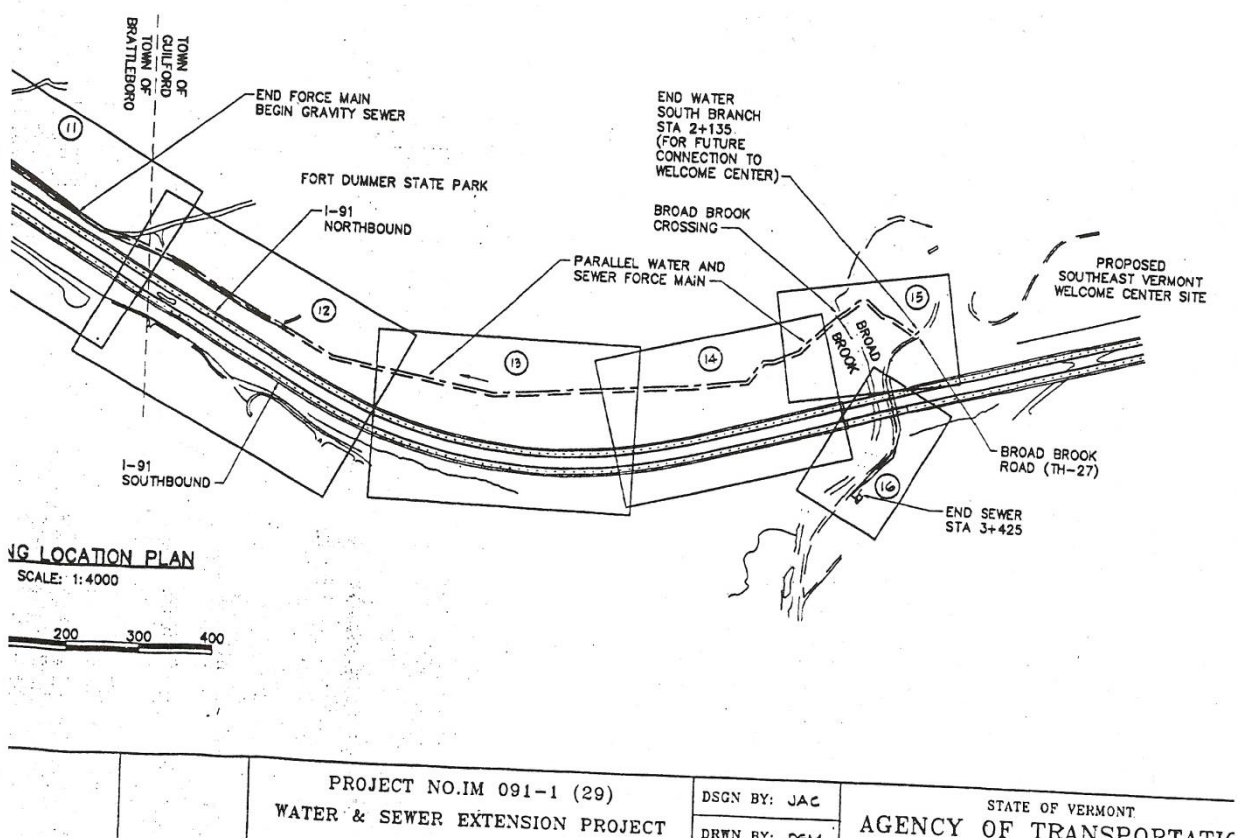 TOWN OF
GUILFORD
TOWN OF
BRATTLEBORO
11
END FORCE MAIN
BEGIN GRAVITY SEWER
FORT DUMMER STATE PARK
I-91
NORTHBOUND
12
PARALLEL WATER AND
SEWER FORCE MAIN
13
14
END WATER
SOUTH BRANCH
STA 2+135
(FOR FUTURE
CONNECTION TO
WELCOME CENTER)
BROAD BROOK
CROSSING
15
BROAD
BROOK
PROPOSED
SOUTHEAST VERMONT
WELCOME CENTER SITE
BROAD BROOK
ROAD (TH-27)
16
END SEWER
STA 3+425
I-91
SOUTHBOUND
NG LOCATION PLAN
SCALE: 1:4000
200 300 400
PROJECT NO.IM 091-1 (29)
WATER & SEWER EXTENSION PROJECT
DSGN BY: JAC
DRWN BY:
STATE OF VERMONT
AGENCY OF TRANSPORTATIO